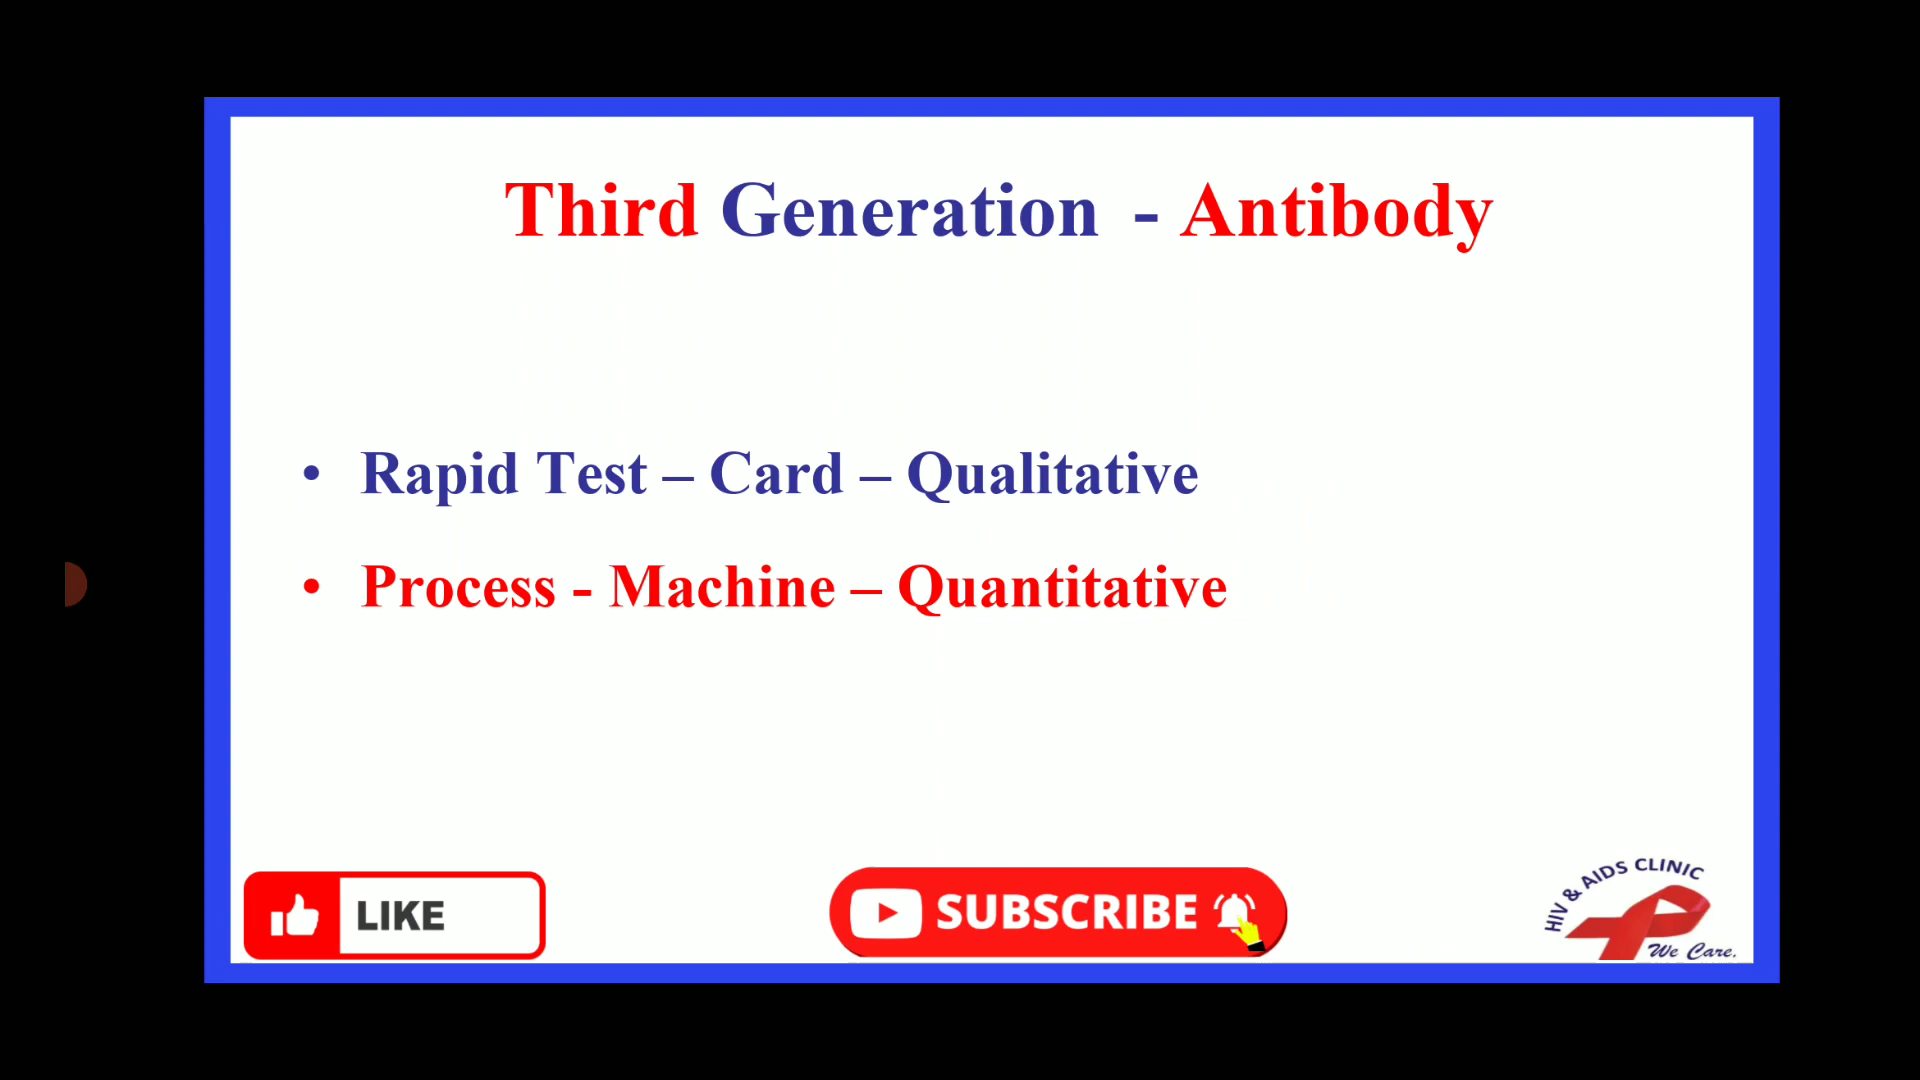 Third Generation - Antibody
• Rapid Test – Card – Qualitative
• Process - Machine – Quantitative
LIKE
SUBSCRIBE
HIV & AIDS CLINIC
We Care.